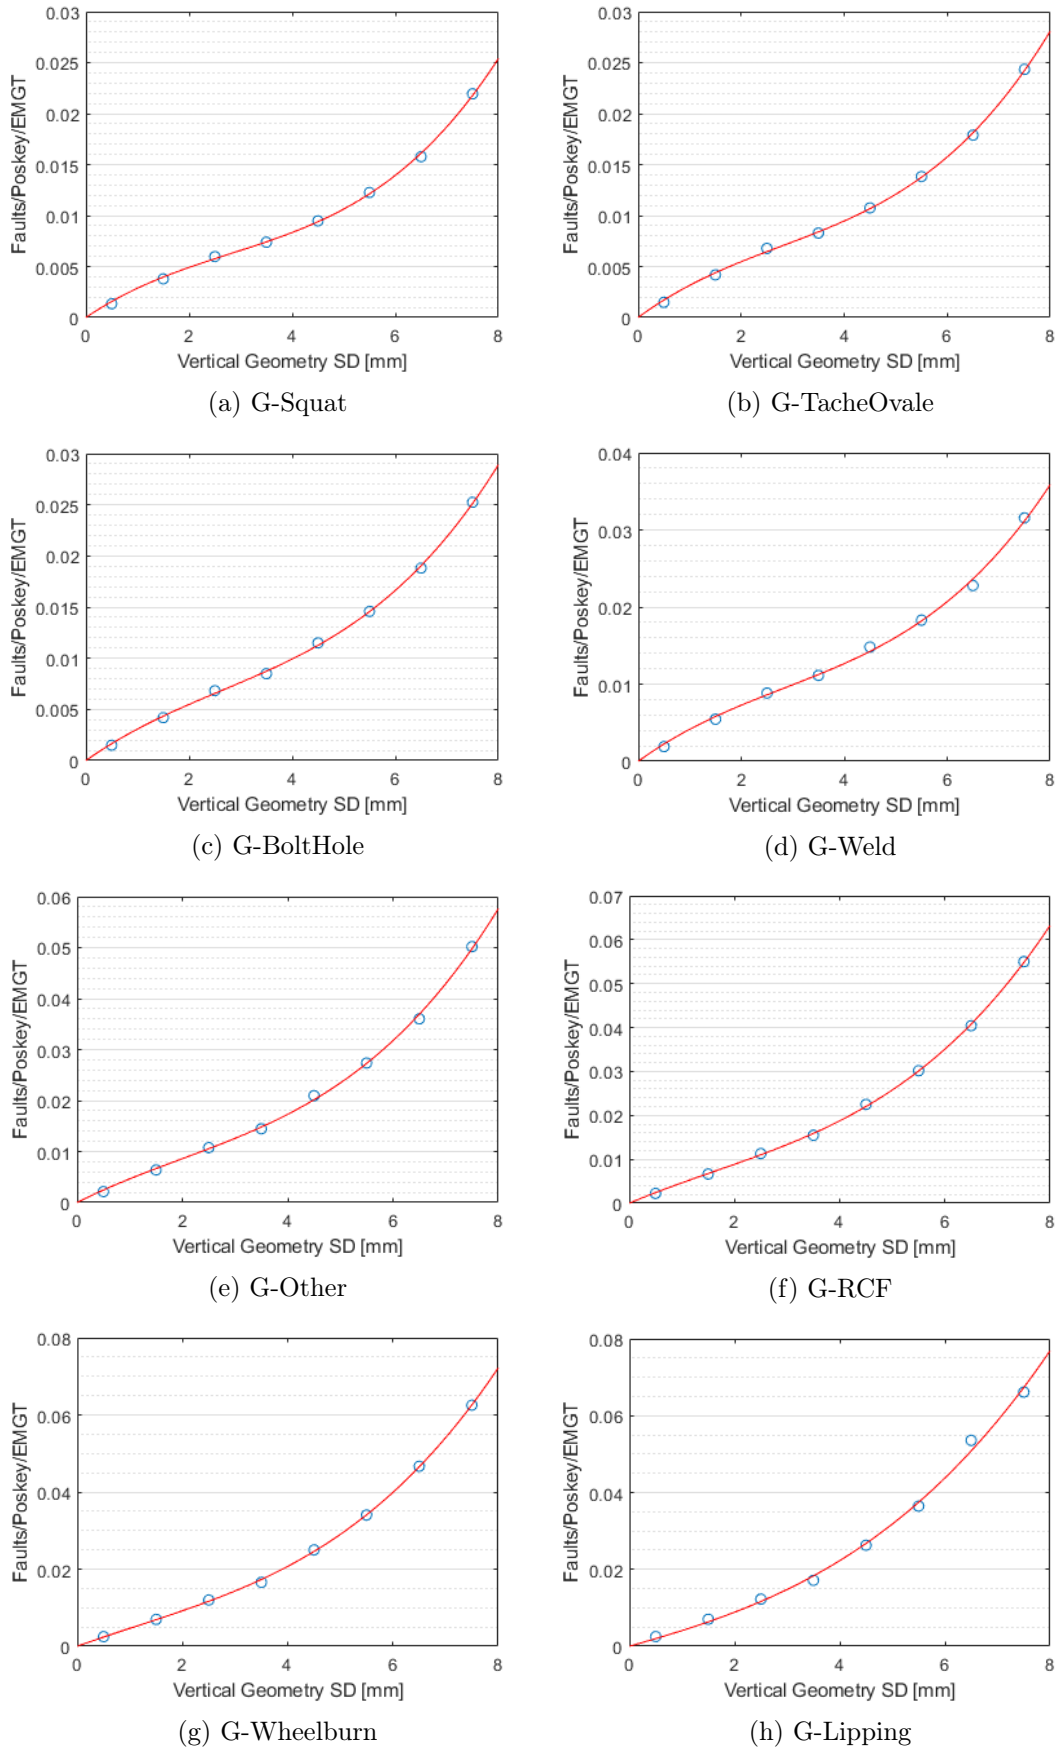 0.03
0.025
0.02
0.015
0.01
0.005
0
0 2 4 6 8
Faults/Poskey/EMGT
Vertical Geometry SD [mm]
(a) G-Squat
0.03
0.025
0.02
0.015
0.01
0.005
0
0 2 4 6 8
Faults/Poskey/EMGT
Vertical Geometry SD [mm]
(b) G-TacheOvale
0.03
0.025
0.02
0.015
0.01
0.005
0
0 2 4 6 8
Faults/Poskey/EMGT
Vertical Geometry SD [mm]
(c) G-BoltHole
0.04
0.03
0.02
0.01
0
0 2 4 6 8
Faults/Poskey/EMGT
Vertical Geometry SD [mm]
(d) G-Weld
0.06
0.05
0.04
0.03
0.02
0.01
0
0 2 4 6 8
Faults/Poskey/EMGT
Vertical Geometry SD [mm]
(e) G-Other
0.07
0.06
0.05
0.04
0.03
0.02
0.01
0
0 2 4 6 8
Faults/Poskey/EMGT
Vertical Geometry SD [mm]
(f) G-RCF
0.08
0.06
0.04
0.02
0
0 2 4 6 8
Faults/Poskey/EMGT
Vertical Geometry SD [mm]
(g) G-Wheelburn
0.08
0.06
0.04
0.02
0
0 2 4 6 8
Faults/Poskey/EMGT
Vertical Geometry SD [mm]
(h) G-Lipping